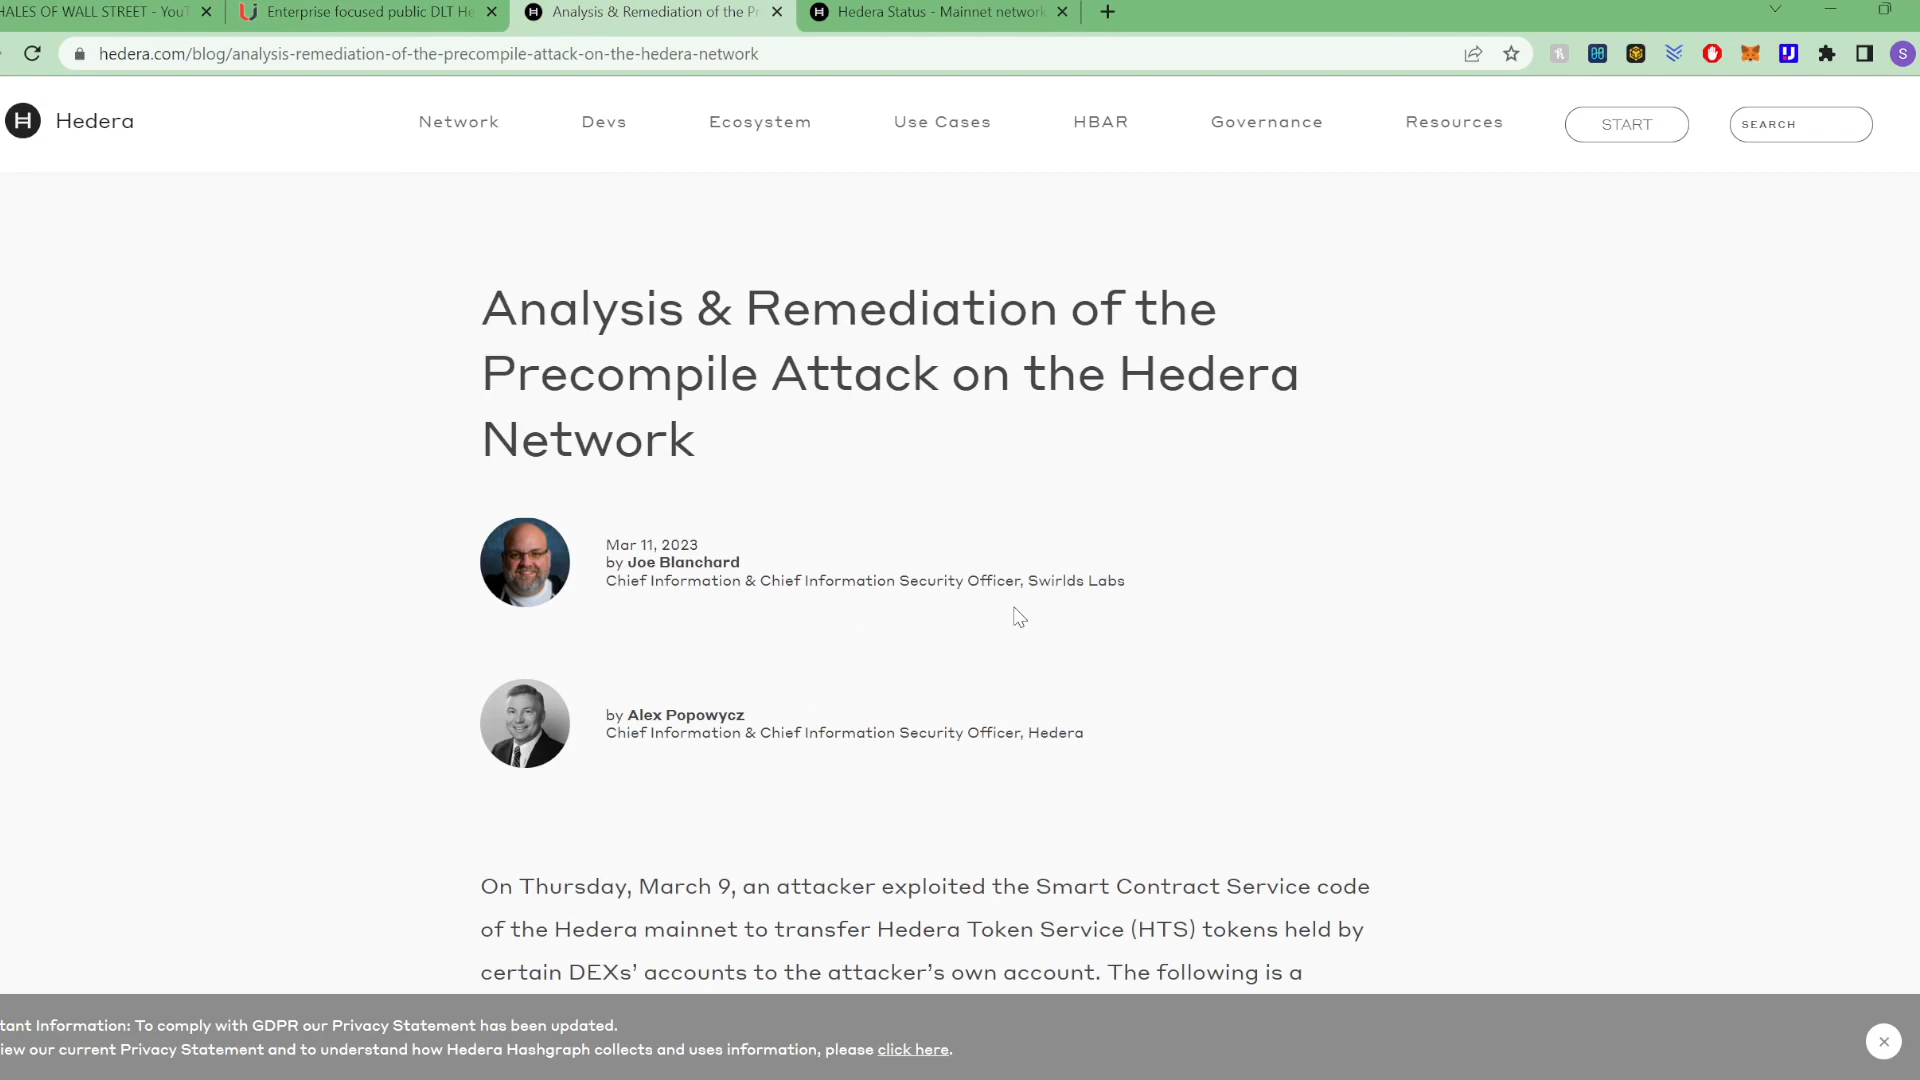 HALES OF WALL STREET - YouT
Enterprise focused public DLT He
Analysis & Remediation of the Pr
Hedera Status - Mainnet network
hedera.com/blog/analysis-remediation-of-the-precompile-attack-on-the-hedera-network
S
H Hedera
Network Devs Ecosystem Use Cases HBAR Governance Resources START SEARCH
Analysis & Remediation of the
Precompile Attack on the Hedera
Network
Mar 11, 2023
by Joe Blanchard
Chief Information & Chief Information Security Officer, Swirlds Labs
by Alex Popowycz
Chief Information & Chief Information Security Officer, Hedera
On Thursday, March 9, an attacker exploited the Smart Contract Service code
of the Hedera mainnet to transfer Hedera Token Service (HTS) tokens held by
certain DEXs’ accounts to the attacker’s own account. The following is a
tant Information: To comply with GDPR our Privacy Statement has been updated.
iew our current Privacy Statement and to understand how Hedera Hashgraph collects and uses information, please click here.